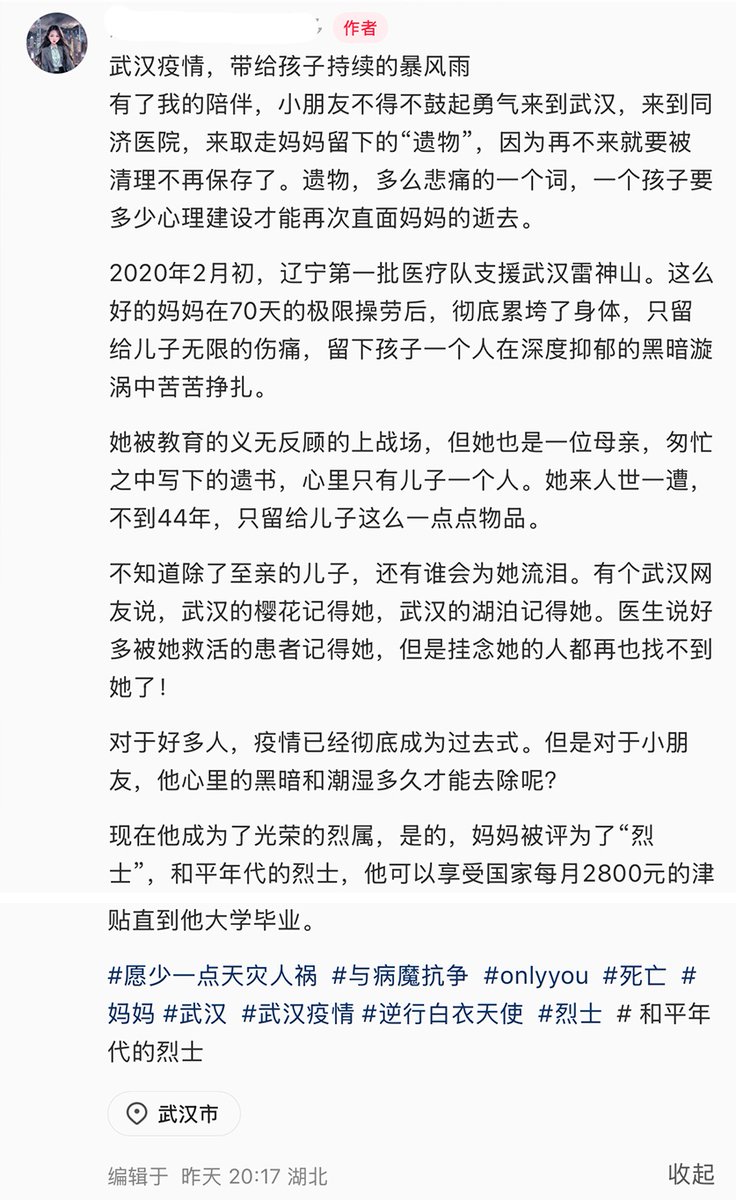 作者
武汉疫情，带给孩子持续的暴风雨
有了我的陪伴，小朋友不得不鼓起勇气来到武汉，来到同
济医院，来取走妈妈留下的“遗物”，因为再不来就要被
清理不再保存了。遗物，多么悲痛的一个词，一个孩子要
多少心理建设才能再次直面妈妈的逝去。
2020年2月初，辽宁第一批医疗队支援武汉雷神山。这么
好的妈妈在70天的极限操劳后，彻底累垮了身体，只留
给儿子无限的伤痛，留下孩子一个人在深度抑郁的黑暗漩
涡中苦苦挣扎。
她被教育的义无反顾的上战场，但她也是一位母亲，匆忙
之中写下的遗书，心里只有儿子一个人。她来人世一遭，
不到44年，只留给儿子这么一点点物品。
不知道除了至亲的儿子，还有谁会为她流泪。有个武汉网
友说，武汉的樱花记得她，武汉的湖泊记得她。医生说好
多被她救活的患者记得她，但是挂念她的人都再也找不到
她了！
对于好多人，疫情已经彻底成为过去式。但是对于小朋
友，他心里的黑暗和潮湿多久才能去除呢?
现在他成为了光荣的烈属，是的，妈妈被评为了“烈
士”，和平年代的烈士，他可以享受国家每月2800元的津
贴直到他大学毕业。
#愿少一点天灾人祸 #与病魔抗争 #onlyyou #死亡 #
妈妈 #武汉 #武汉疫情 #逆行白衣天使 #烈士 # 和平年
代的烈士
武汉市
编辑于 昨天 20:17 湖北
收起